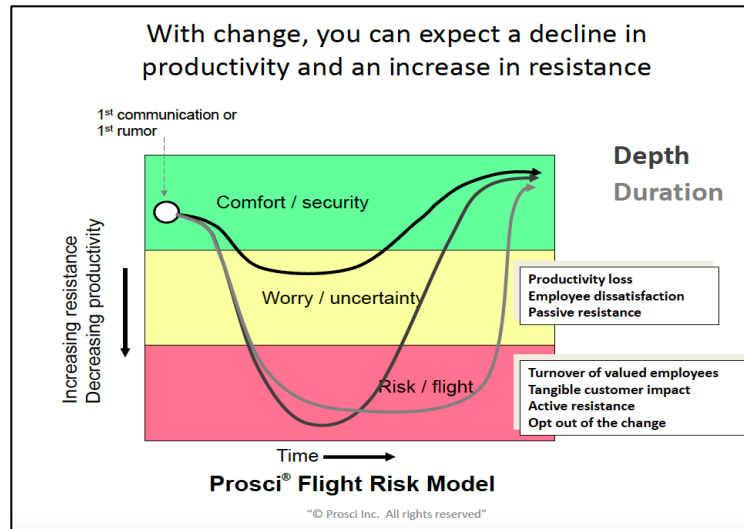 With change, you can expect a decline in
productivity and an increase in resistance
1st communication or
1st rumor
Depth
Duration
Comfort / security
Worry / uncertainty
Risk / flight
Increasing resistance
Decreasing productivity
Productivity loss
Employee dissatisfaction
Passive resistance
Turnover of valued employees
Tangible customer impact
Active resistance
Opt out of the change
Time
Prosci® Flight Risk Model
"© Prosci Inc. All rights reserved"